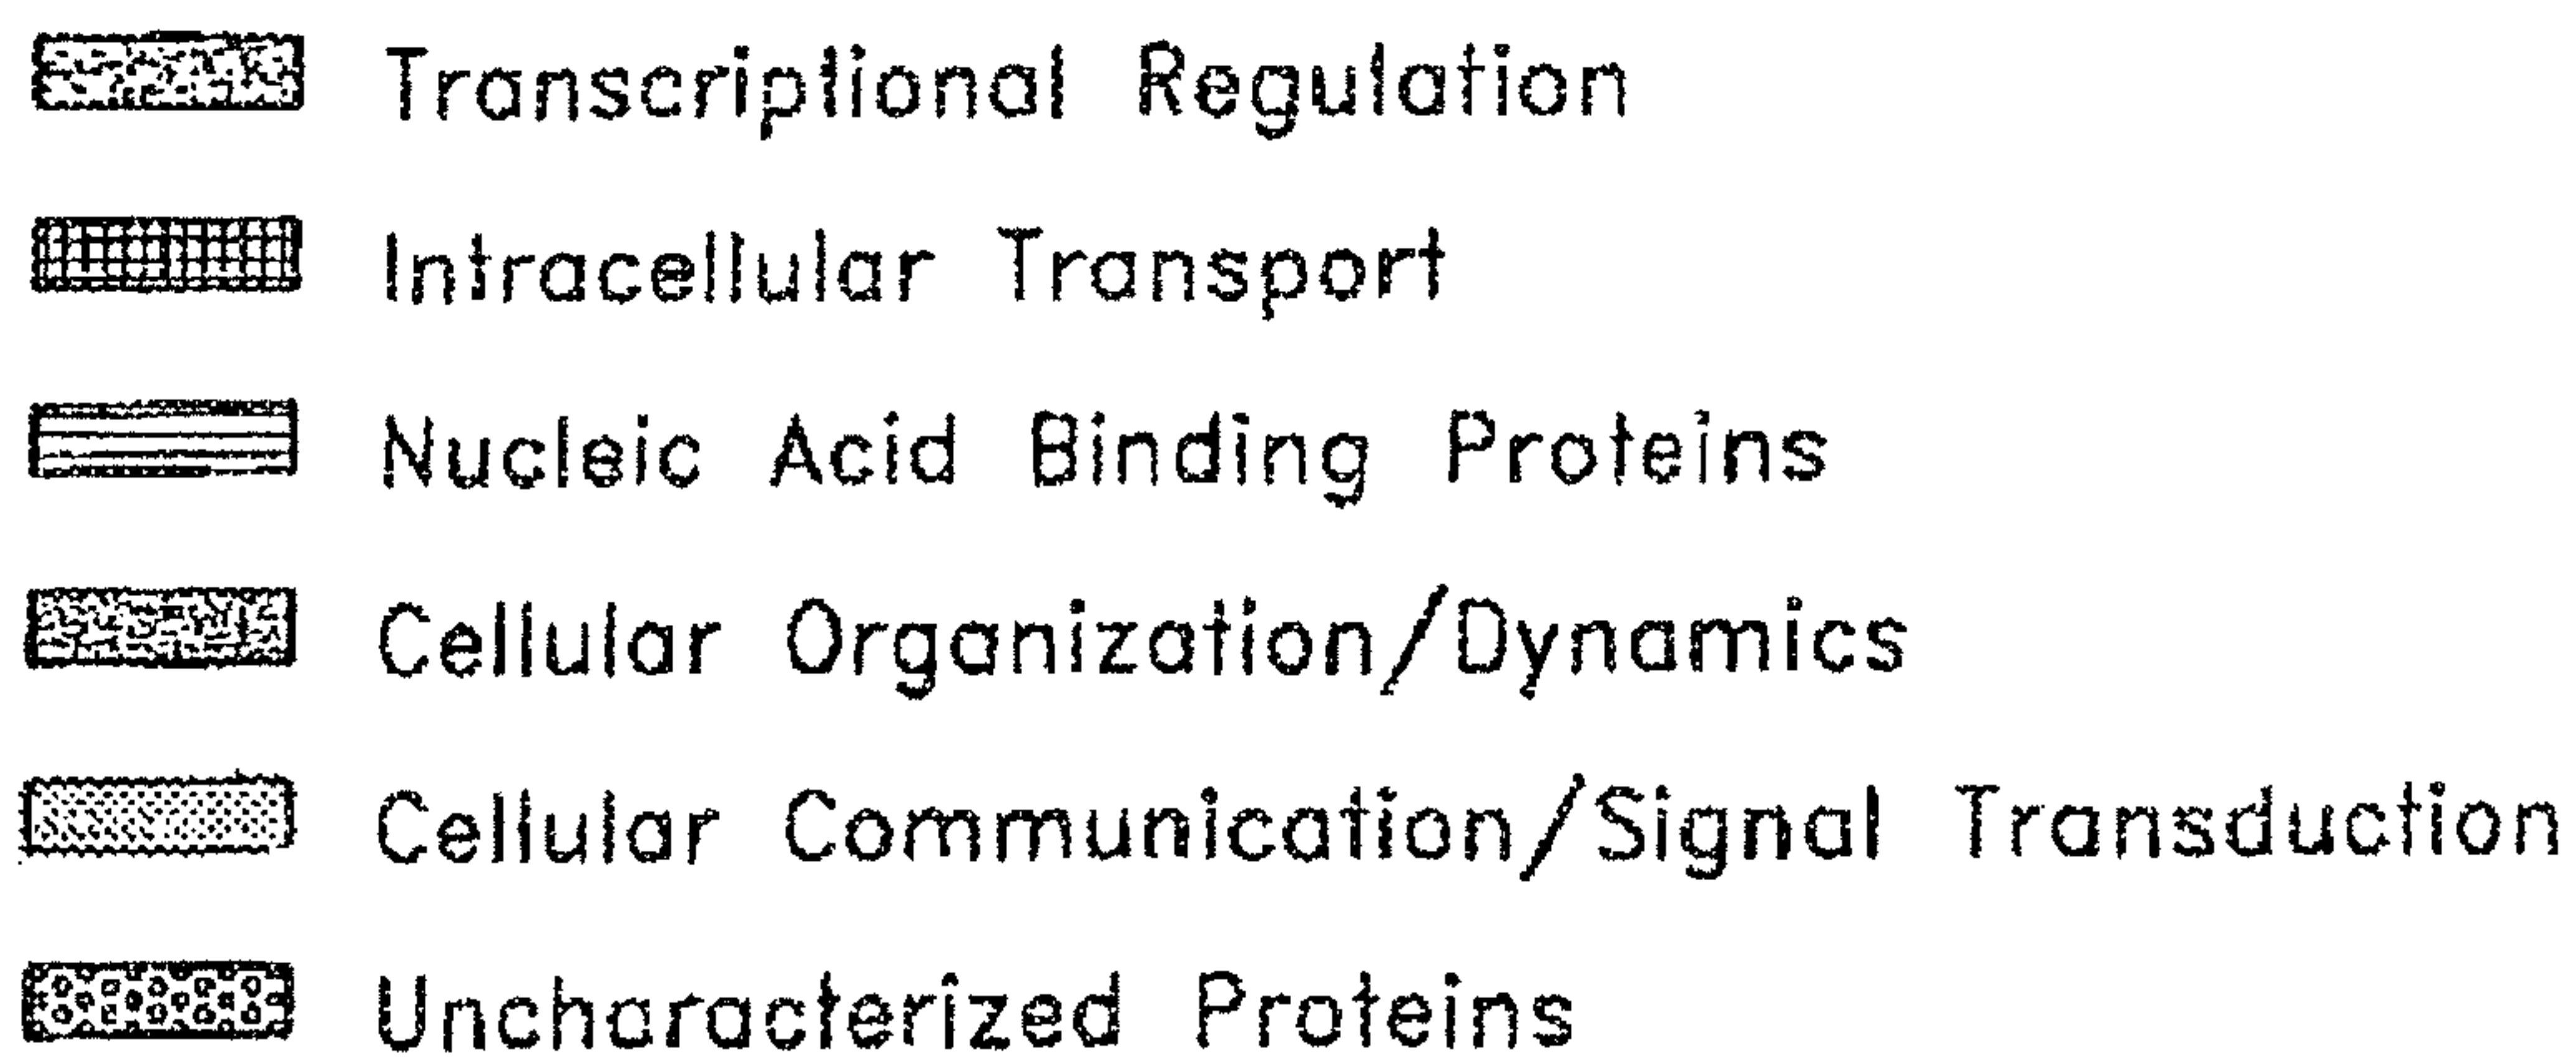 Transcriptional Regulation
Intracellular Transport
Nucleic Acid Binding Proteins
Cellular Organization/Dynamics
Cellular Communication/Signal Transduction
Uncharacterized Proteins